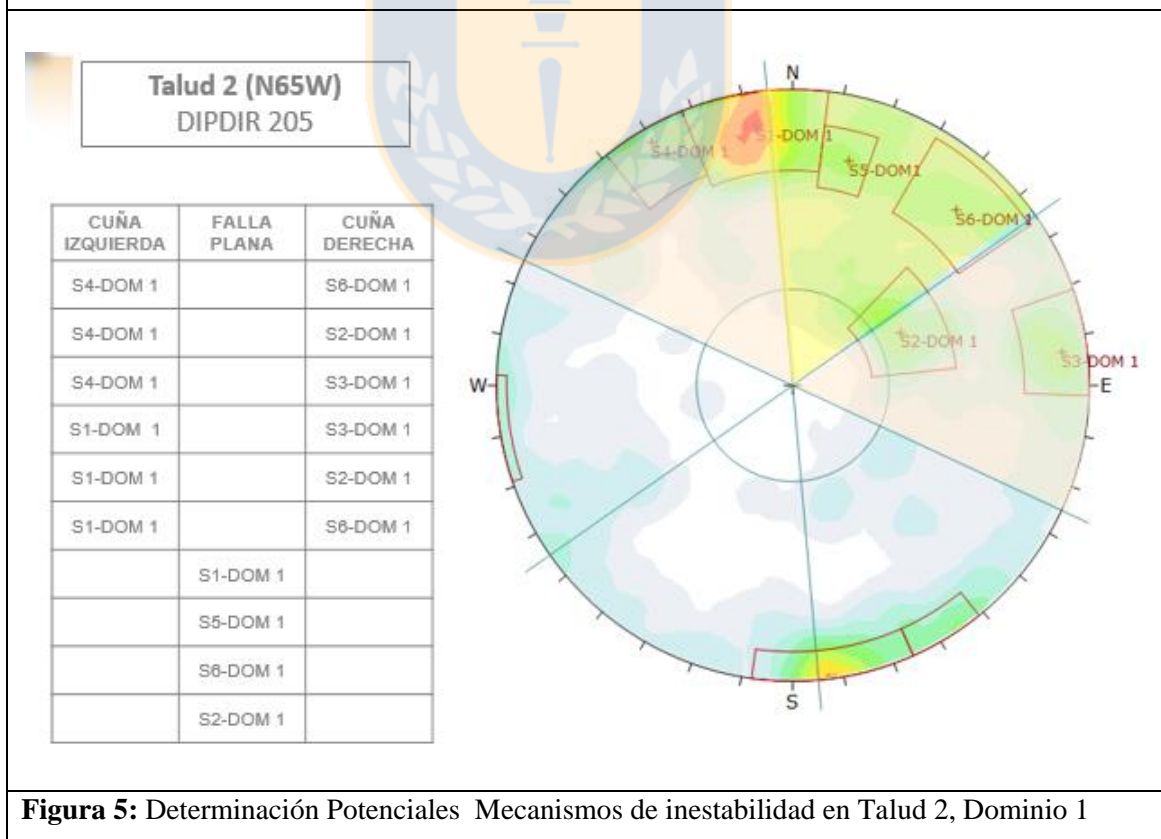 Talud 2 (N65W)
DIPDIR 205
CUÑA IZQUIERDA FALLA PLANA CUÑA DERECHA
S4-DOM 1 S6-DOM 1
S4-DOM 1 S2-DOM 1
S4-DOM 1 S3-DOM 1
S1-DOM 1 S3-DOM 1
S1-DOM 1 S2-DOM 1
S1-DOM 1 S6-DOM 1
S1-DOM 1
S5-DOM 1
S6-DOM 1
S2-DOM 1
N
S1-DOM 1
S4-DOM 1
S5-DOM1
S6-DOM 1
S2-DOM 1
S3-DOM 1
W
E
S
Figura 5: Determinación Potenciales Mecanismos de inestabilidad en Talud 2, Dominio 1